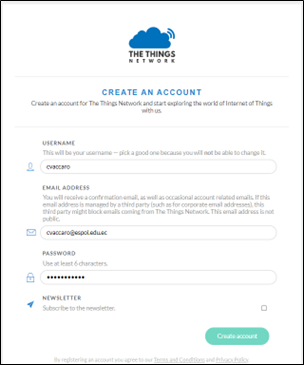 THE THINGS
NETWORK
CREATE AN ACCOUNT
Create an account for The Things Network and start exploring the world of Internet of Things
with us.
USERNAME
This will be your username — pick a good one because you will not be able to change it.
cvaccaro
EMAIL ADDRESS
You will receive a confirmation email, as well as occasional account related emails. If this
email address is managed by a third party (such as for corporate email addresses), this
third party might block emails coming from The Things Network. This email address is not
public.
cvaccaro@espol.edu.ec
PASSWORD
Use at least 6 characters.
•••••••••••
NEWSLETTER
Subscribe to the newsletter.
Create account
By registering an account you agree to our Terms and Conditions and Privacy Policy